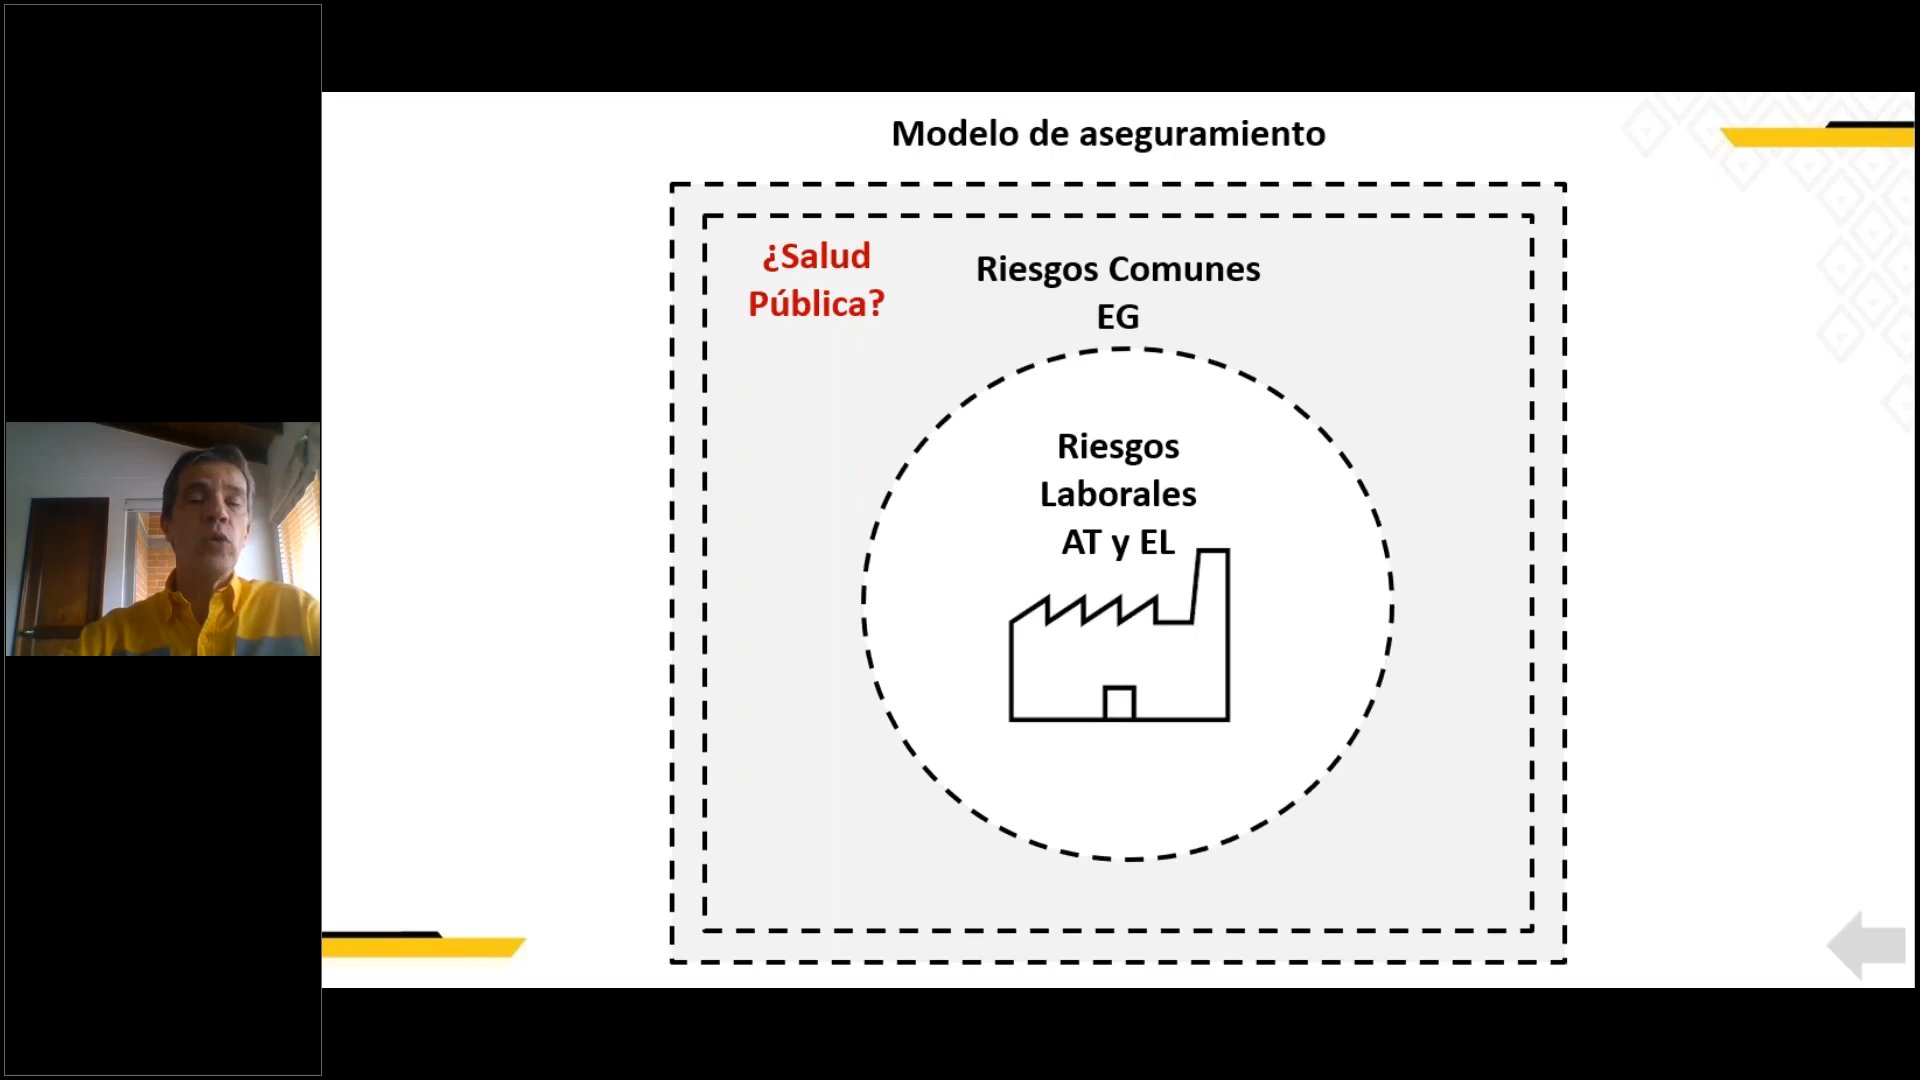 Modelo de aseguramiento
¿Salud
Pública?
Riesgos Comunes
EG
Riesgos
Laborales
AT y EL